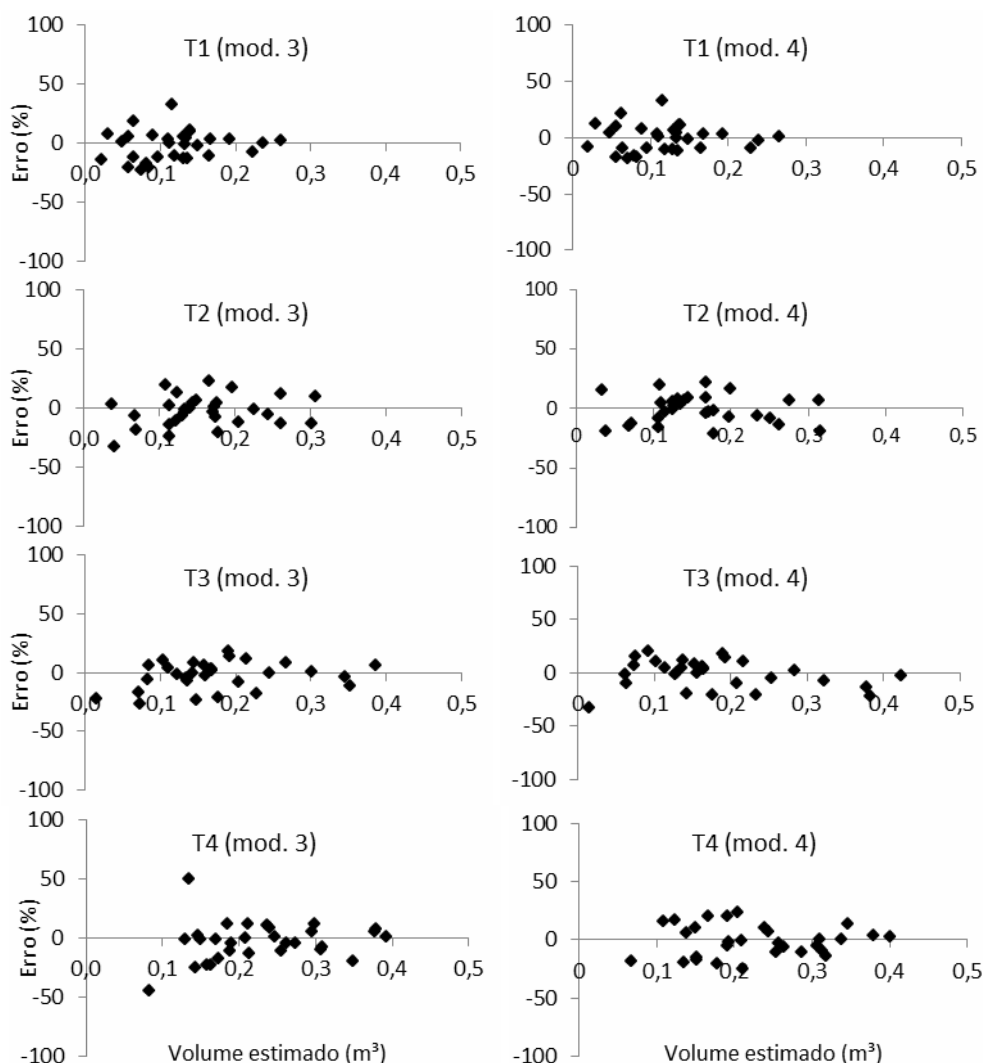 100
T1 (mod. 3)
50
0
0,0 0,1 0,2 0,3 0,4 0,5
-50
-100
Erro (%)
100
T1 (mod. 4)
50
0
0 0,1 0,2 0,3 0,4 0,5
-50
-100
100
T2 (mod. 3)
50
0
0,0 0,1 0,2 0,3 0,4 0,5
-50
-100
Erro (%)
100
T2 (mod. 4)
50
0
0 0,1 0,2 0,3 0,4 0,5
-50
-100
100
T3 (mod. 3)
50
0
0,0 0,1 0,2 0,3 0,4 0,5
-50
-100
Erro (%)
100
T3 (mod. 4)
50
0
0 0,1 0,2 0,3 0,4 0,5
-50
-100
100
T4 (mod. 3)
50
0
0,0 0,1 0,2 0,3 0,4 0,5
-50
-100
Erro (%)
Volume estimado (m³)
100
T4 (mod. 4)
50
0
0 0,1 0,2 0,3 0,4 0,5
-50
-100
Volume estimado (m³)